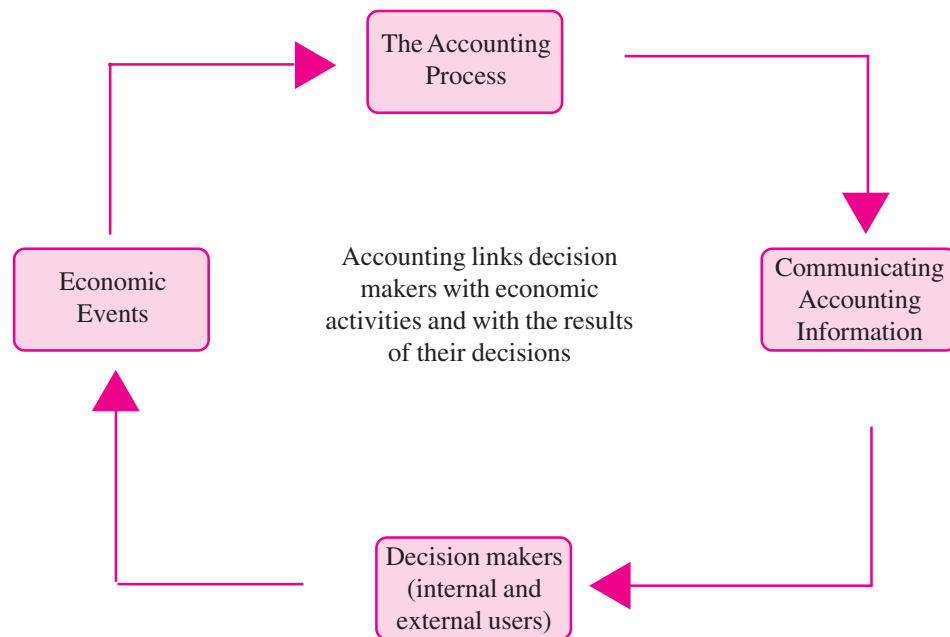 The Accounting
Process
Economic
Events
Accounting links decision
makers with economic
activities and with the results
of their decisions
Communicating
Accounting
Information
Decision makers
(internal and
external users)